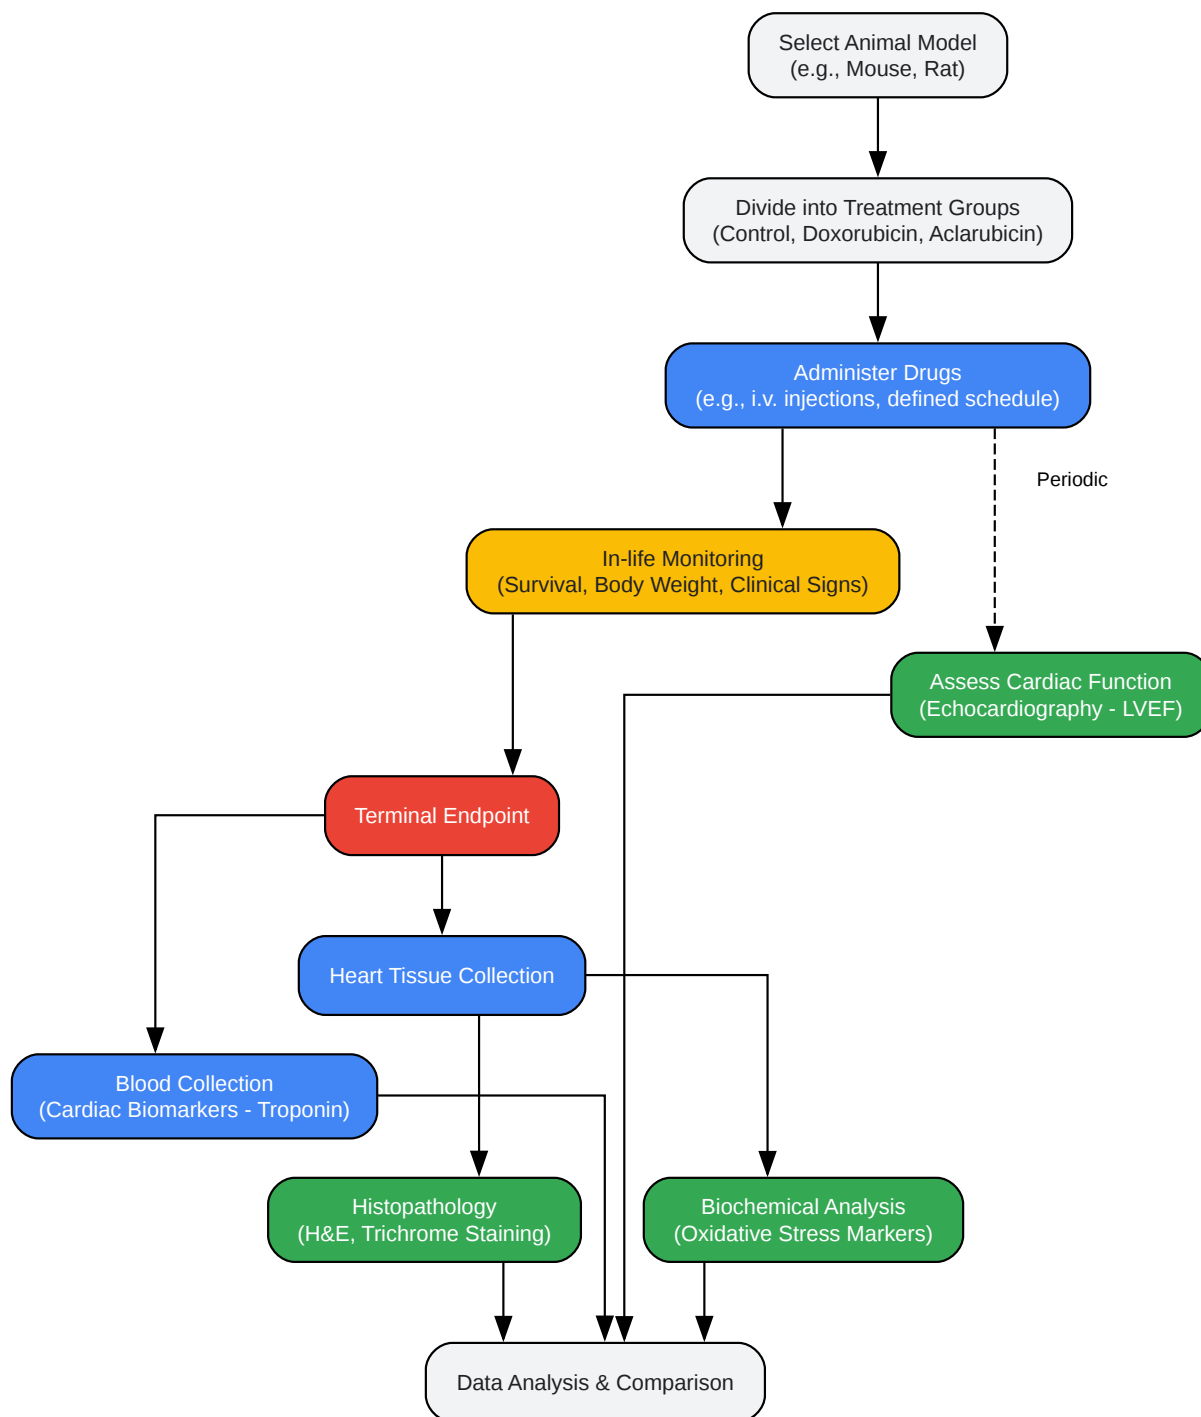 Select Animal Model
(e.g., Mouse, Rat)
Divide into Treatment Groups
(Control, Doxorubicin, Aclarubicin)
Administer Drugs
(e.g., i.v. injections, defined schedule)
Periodic
In-life Monitoring
(Survival, Body Weight, Clinical Signs)
Assess Cardiac Function
(Echocardiography - LVEF)
Terminal Endpoint
Heart Tissue Collection
Blood Collection
(Cardiac Biomarkers - Troponin)
Histopathology
(H&E, Trichrome Staining)
Biochemical Analysis
(Oxidative Stress Markers)
Data Analysis & Comparison